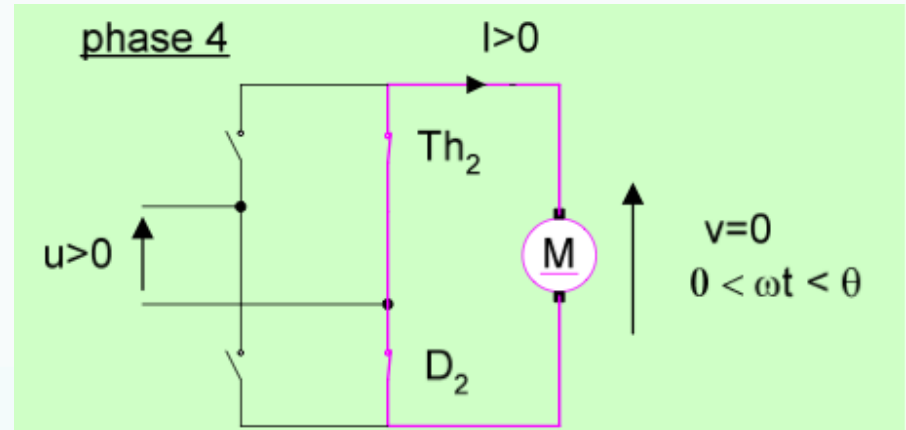 phase 4
I>0
Th₂
u>0
M
v=0
0 < ωt < θ
D₂